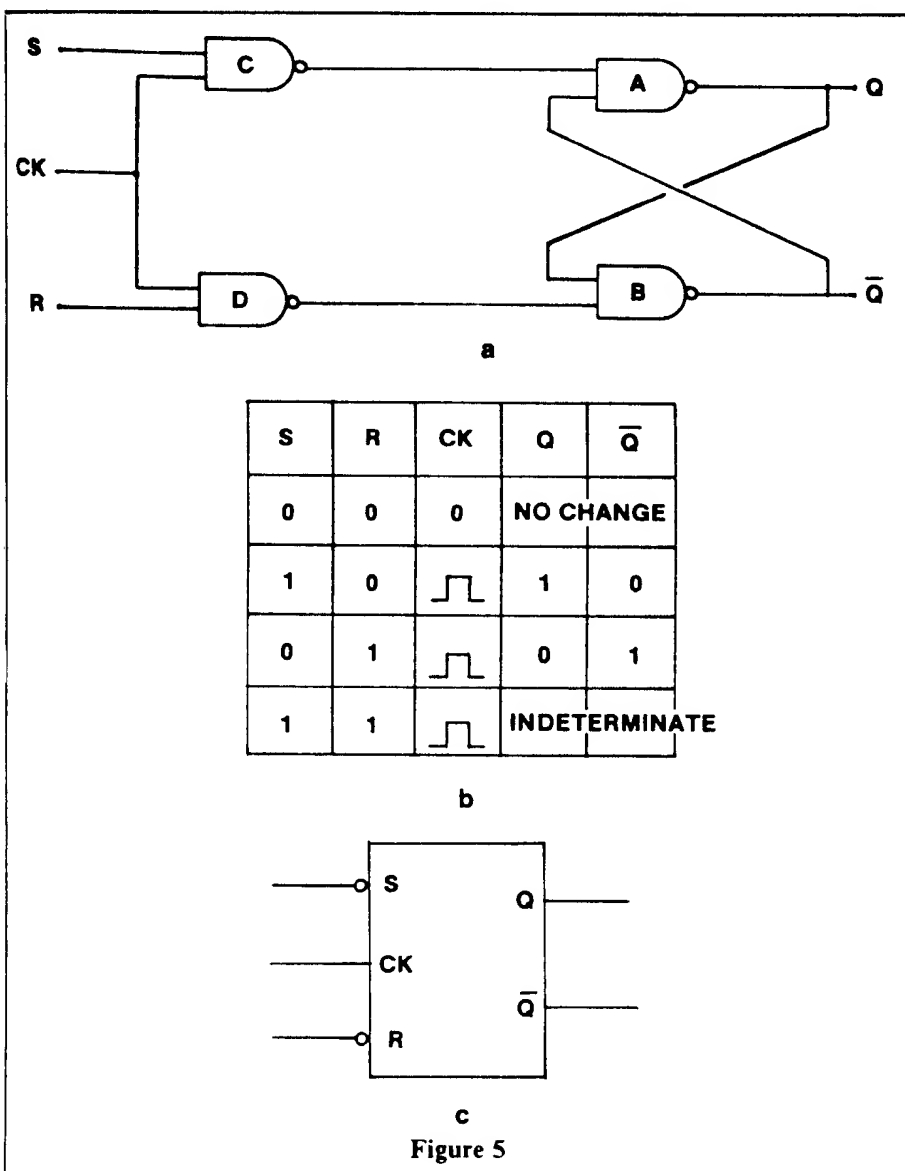 S
C
A
Q
CK
R
D
B
Q̅
a
S R CK Q Q̅
0 0 0 NO CHANGE
1 0 1 0
0 1 0 1
1 1 INDETERMINATE
b
S
Q
CK
Q̅
R
c
Figure 5